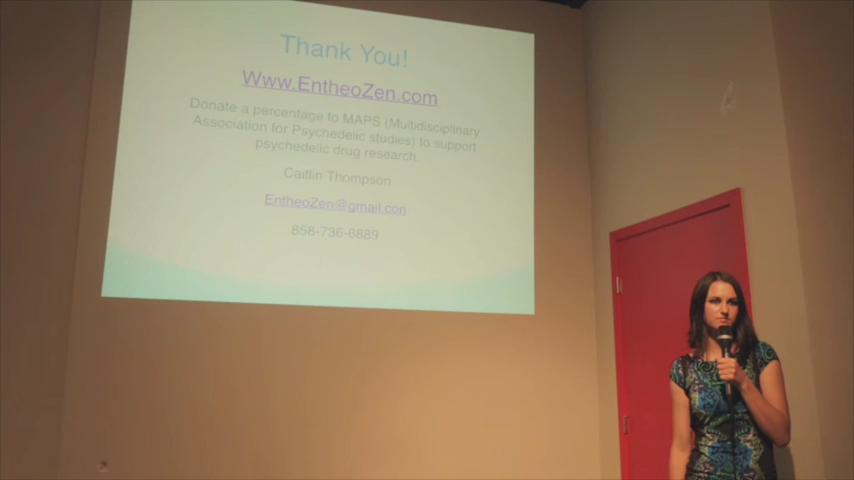 Thank You!
Www.EntheoZen.com
Donate a percentage to MAPS (Multidisciplinary
Association for Psychedelic studies) to support
psychedelic drug research.
Caitlin Thompson
EntheoZen@gmail.con
858-736-6889